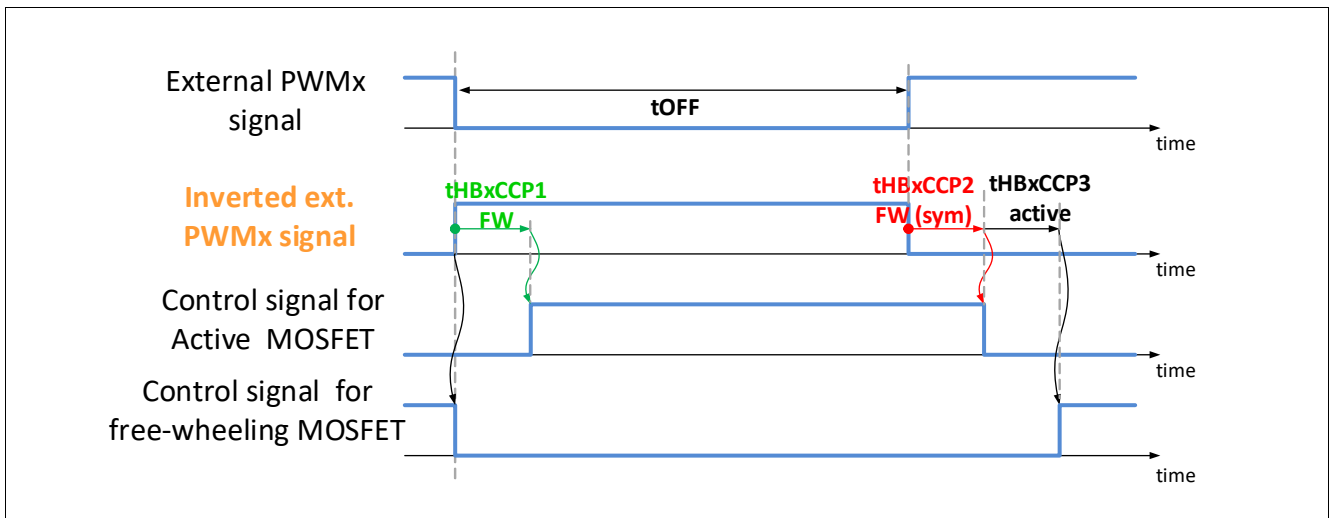 External PWMx
signal
tOFF
time
Inverted ext.
PWMx signal
tHBxCCP1
FW
tHBxCCP2
FW (sym)
tHBxCCP3
active
time
Control signal for
Active MOSFET
time
Control signal for
free-wheeling MOSFET
time